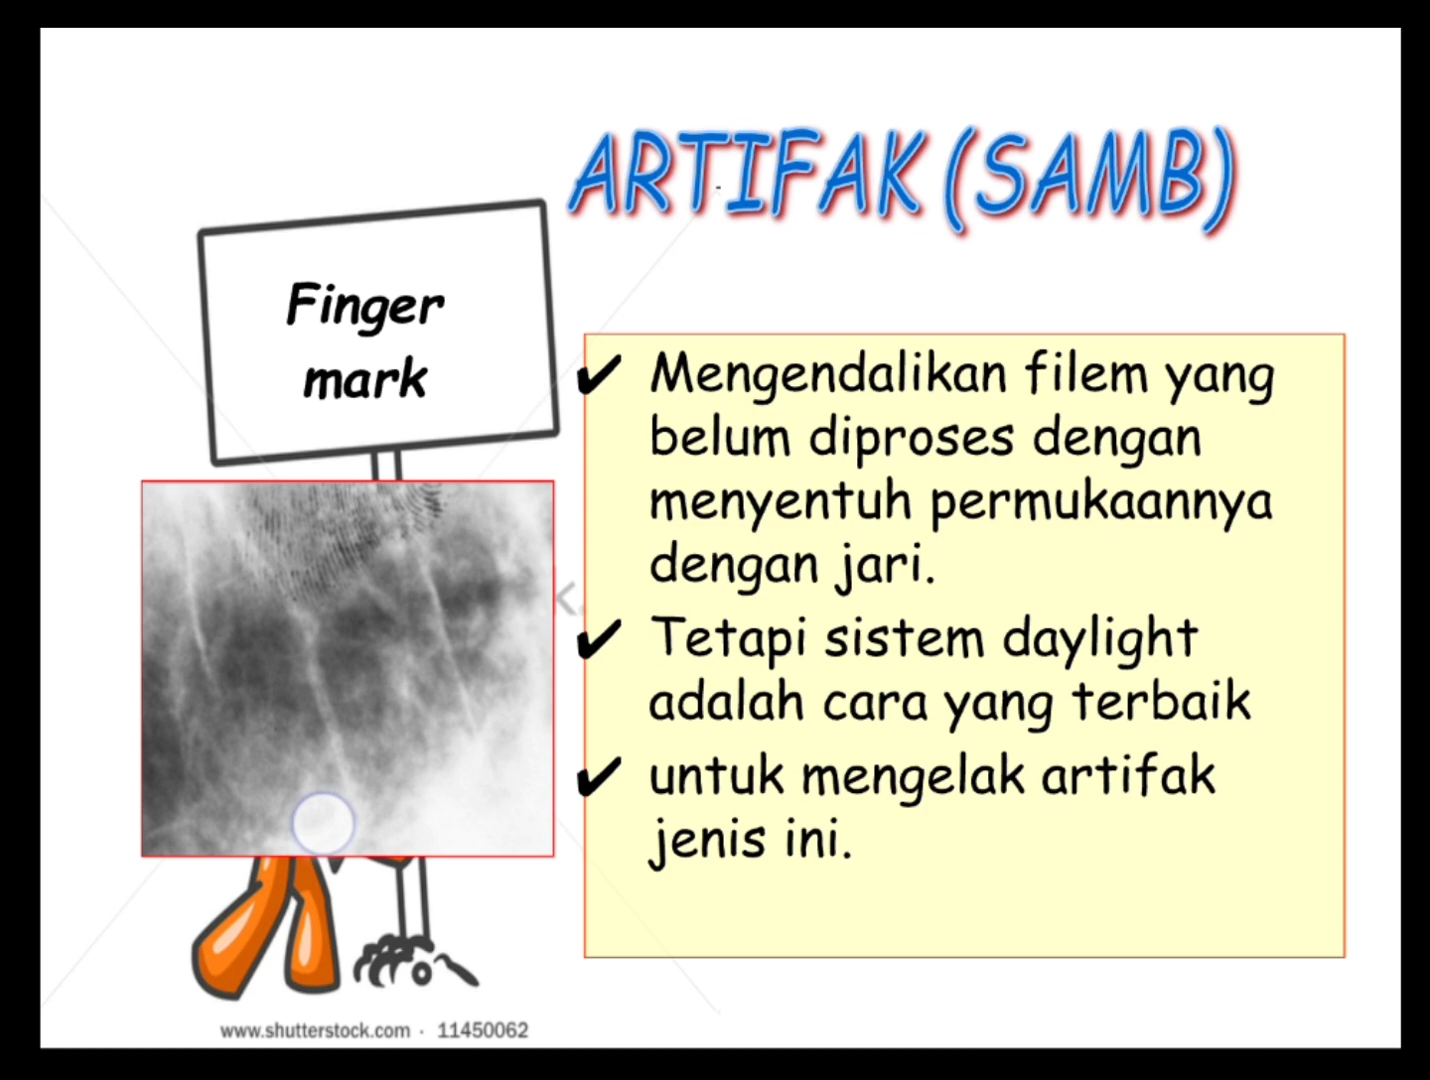 ARTIFAK (SAMB)
Finger
mark
✔ Mengendalikan filem yang
belum diproses dengan
menyentuh permukaannya
dengan jari.
✔ Tetapi sistem daylight
adalah cara yang terbaik
✔ untuk mengelak artifak
jenis ini.
www.shutterstock.com · 11450062